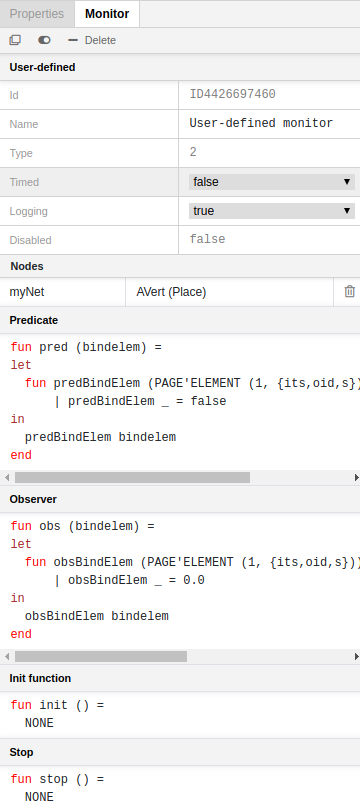 Properties Monitor
Delete
User-defined
Id ID4426697460
Name User-defined monitor
Type 2
Timed false
Logging true
Disabled false
Nodes
myNet AVert (Place)
Predicate
fun pred (bindelem) =
let
fun predBindElem (PAGE'ELEMENT (1, {its,oid,s})
| predBindElem _ = false
in
predBindElem bindelem
end
Observer
fun obs (bindelem) =
let
fun obsBindElem (PAGE'ELEMENT (1, {its,oid,s}))
| obsBindElem _ = 0.0
in
obsBindElem bindelem
end
Init function
fun init () =
NONE
Stop
fun stop () =
NONE